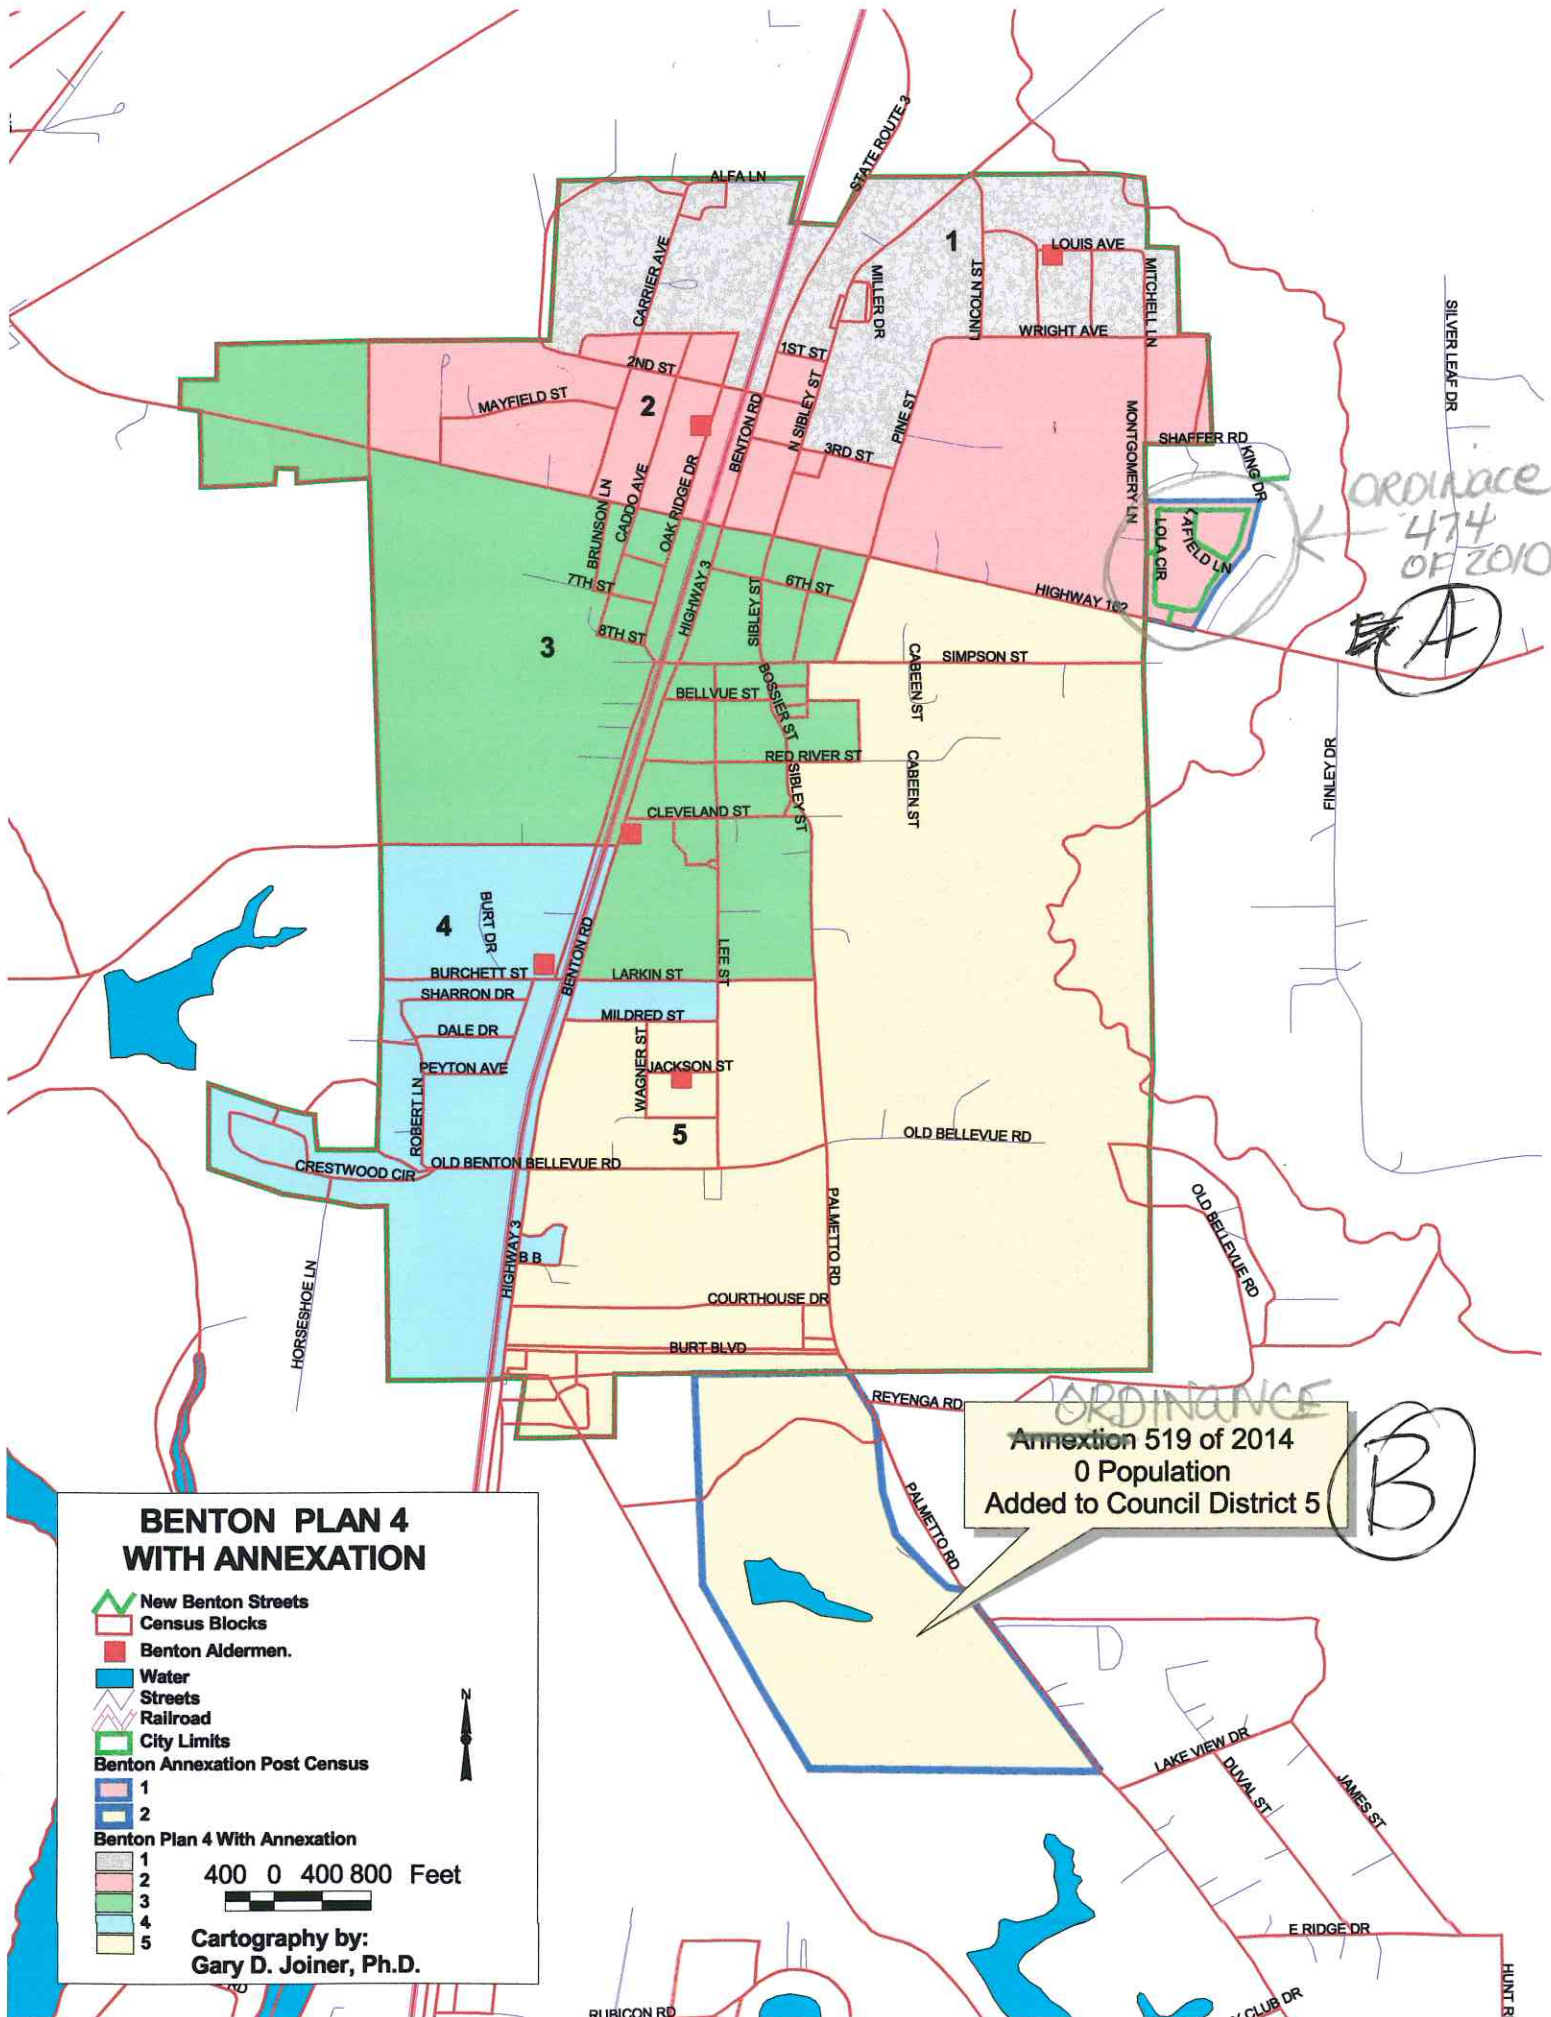 ALFA LN
STATE ROUTE 3
1
LOUIS AVE
CARRIER AVE
MILLER DR
LINCOLN ST
MITCHELL LN
WRIGHT AVE
SILVER LEAF DR
1ST ST
2ND ST
MAYFIELD ST
2
BENTON RD
N SIBLEY ST
PINE ST
MONTGOMERY LN
3RD ST
SHAFFER RD
KING DR
ORDINace
474
OF 2010
A
BRUNSON LN
CADDO AVE
OAK RIDGE DR
LOLA CIR
AFIELD LN
7TH ST
HIGHWAY 3
SIBLEY ST
6TH ST
HIGHWAY 162
8TH ST
3
CABEEN ST
SIMPSON ST
BELLVUE ST
BOSSIER ST
RED RIVER ST
CABEEN ST
FINLEY DR
SIBLEY ST
CLEVELAND ST
4
BURT DR
BENTON RD
LEE ST
BURCHETT ST
LARKIN ST
SHARRON DR
MILDRED ST
DALE DR
WAGNER ST
PEYTON AVE
JACKSON ST
ROBERT LN
5
OLD BELLEVUE RD
CRESTWOOD CIR
OLD BENTON BELLEVUE RD
PALMETTO RD
OLD BELLEVUE RD
HIGHWAY 3
B B
HORSESHOE LN
COURTHOUSE DR
BURT BLVD
REYENGA RD
ORDINANCE
Annextion 519 of 2014
0 Population
Added to Council District 5
B
PALMETTO RD
BENTON PLAN 4
WITH ANNEXATION
New Benton Streets
Census Blocks
Benton Aldermen.
Water
Streets
Railroad
City Limits
N
Benton Annexation Post Census
1
2
Benton Plan 4 With Annexation
1
2
3
4
5
400 0 400 800 Feet
Cartography by:
Gary D. Joiner, Ph.D.
LAKE VIEW DR
DUVAL ST
JAMES ST
E RIDGE DR
HUNT R
RD
RUBICON RD
CLUB DR